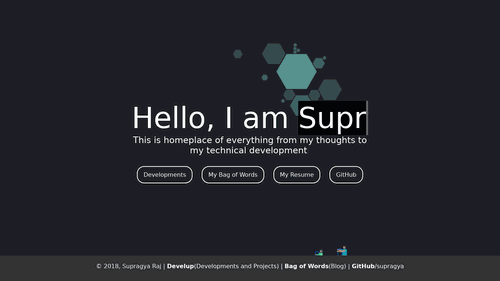 Hello, I am Supr
This is homeplace of everything from my thoughts to
my technical development
Developments
My Bag of Words
My Resume
GitHub
© 2018, Supragya Raj | Develup(Developments and Projects) | Bag of Words(Blog) | GitHub/supragya